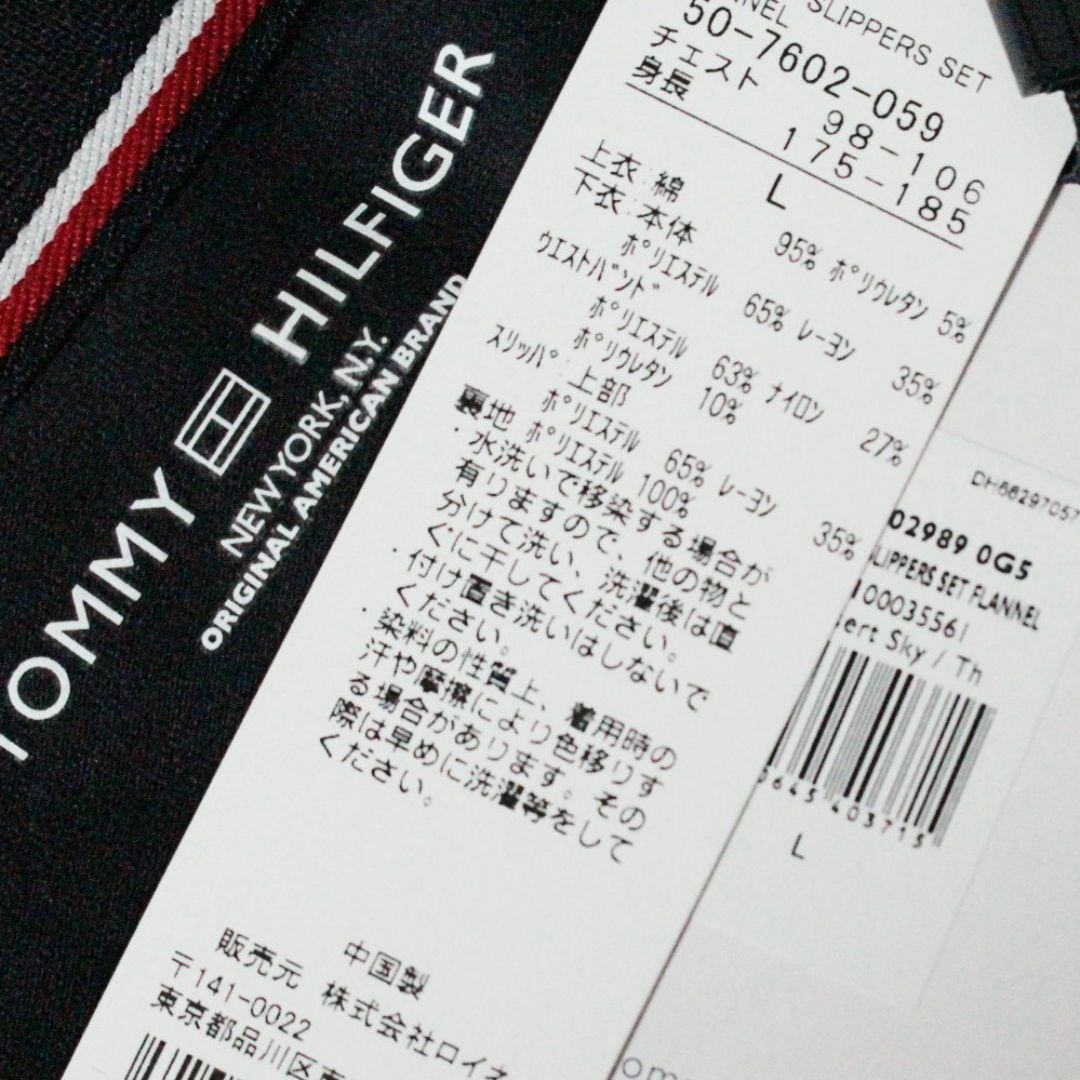 TOMMY HILFIGER
NEW YORK, N.Y.
ORIGINAL AMERICAN BRAND
SLIPPERS SET
50-7602-059
チェスト 98-106
身長 175-185
L
上衣:綿 95% ポリウレタン 5%
下衣:本体
ポリエステル 65% レーヨン 35%
ウエストバンド
ポリエステル 63% ナイロン 27%
ポリウレタン 10%
スリッパ:上部
ポリエステル 65% レーヨン 35%
裏地 ポリエステル 100%
・水洗いで移染する場合が
有りますので、他の物と
分けて洗い、洗濯後は直
ぐに干してください。
・付け置き洗いはしないで
ください。
・染料の性質上、着用時の
汗や摩擦により色移りす
る場合があります。その
際は早めに洗濯等をして
ください。
中国製
販売元 株式会社ロイネ
〒141-0022
東京都品川区東
DH68297057
02989 0G5
LIPPERS SET FLANNEL
10003556
ert Sky / Th
0645 403715
L